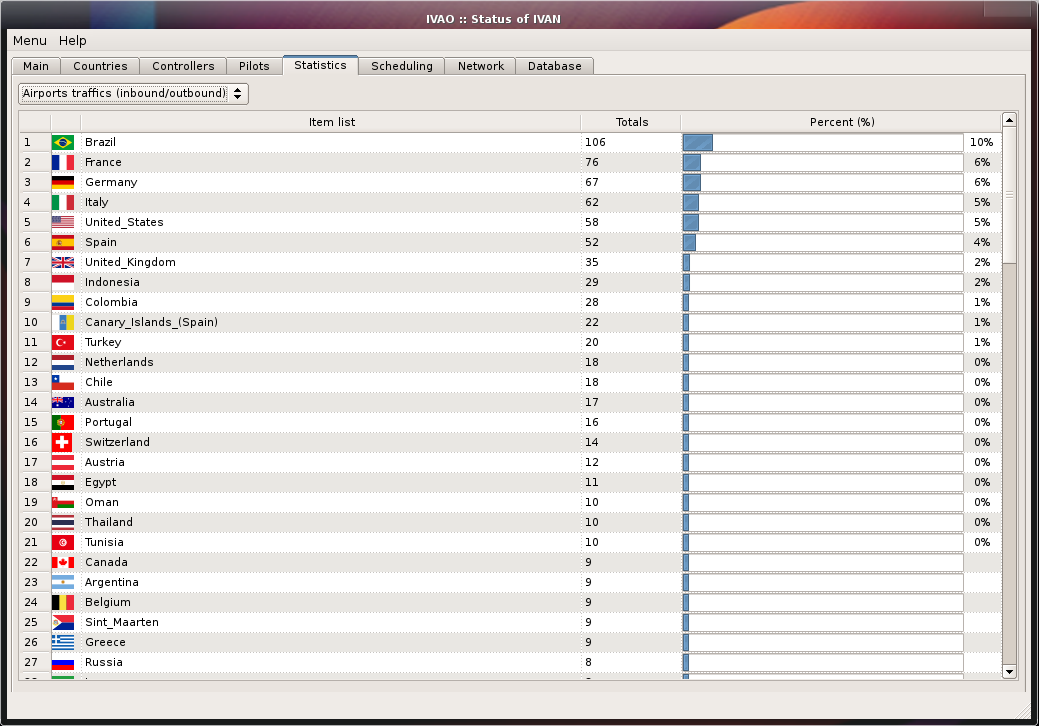 IVAO :: Status of IVAN
Menu Help
Main Countries Controllers Pilots Statistics Scheduling Network Database
Airports traffics (inbound/outbound)
Item list Totals Percent (%)
1 Brazil 106 10%
2 France 76 6%
3 Germany 67 6%
4 Italy 62 5%
5 United_States 58 5%
6 Spain 52 4%
7 United_Kingdom 35 2%
8 Indonesia 29 2%
9 Colombia 28 1%
10 Canary_Islands_(Spain) 22 1%
11 Turkey 20 1%
12 Netherlands 18 0%
13 Chile 18 0%
14 Australia 17 0%
15 Portugal 16 0%
16 Switzerland 14 0%
17 Austria 12 0%
18 Egypt 11 0%
19 Oman 10 0%
20 Thailand 10 0%
21 Tunisia 10 0%
22 Canada 9
23 Argentina 9
24 Belgium 9
25 Sint_Maarten 9
26 Greece 9
27 Russia 8